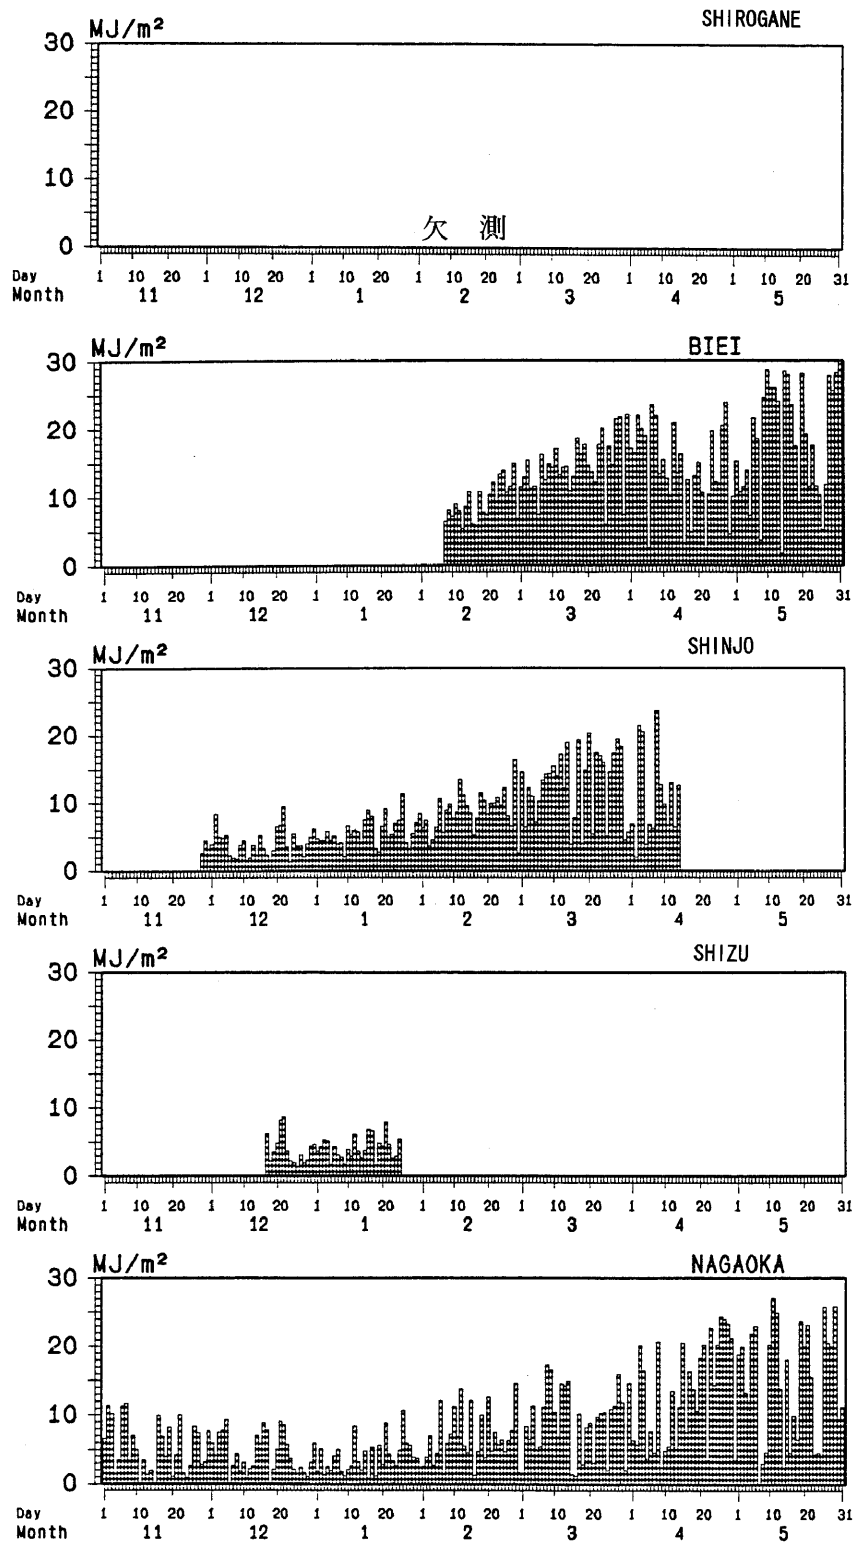 MJ/m² SHIROGANE
30
20
10
欠 測
0
Day 1 10 20 1 10 20 1 10 20 1 10 20 1 10 20 1 10 20 1 10 20 31
Month 11 12 1 2 3 4 5
MJ/m² BIEI
30
20
10
0
Day 1 10 20 1 10 20 1 10 20 1 10 20 1 10 20 1 10 20 1 10 20 31
Month 11 12 1 2 3 4 5
MJ/m² SHINJO
30
20
10
0
Day 1 10 20 1 10 20 1 10 20 1 10 20 1 10 20 1 10 20 1 10 20 31
Month 11 12 1 2 3 4 5
MJ/m² SHIZU
30
20
10
0
Day 1 10 20 1 10 20 1 10 20 1 10 20 1 10 20 1 10 20 1 10 20 31
Month 11 12 1 2 3 4 5
MJ/m² NAGAOKA
30
20
10
0
Day 1 10 20 1 10 20 1 10 20 1 10 20 1 10 20 1 10 20 1 10 20 31
Month 11 12 1 2 3 4 5